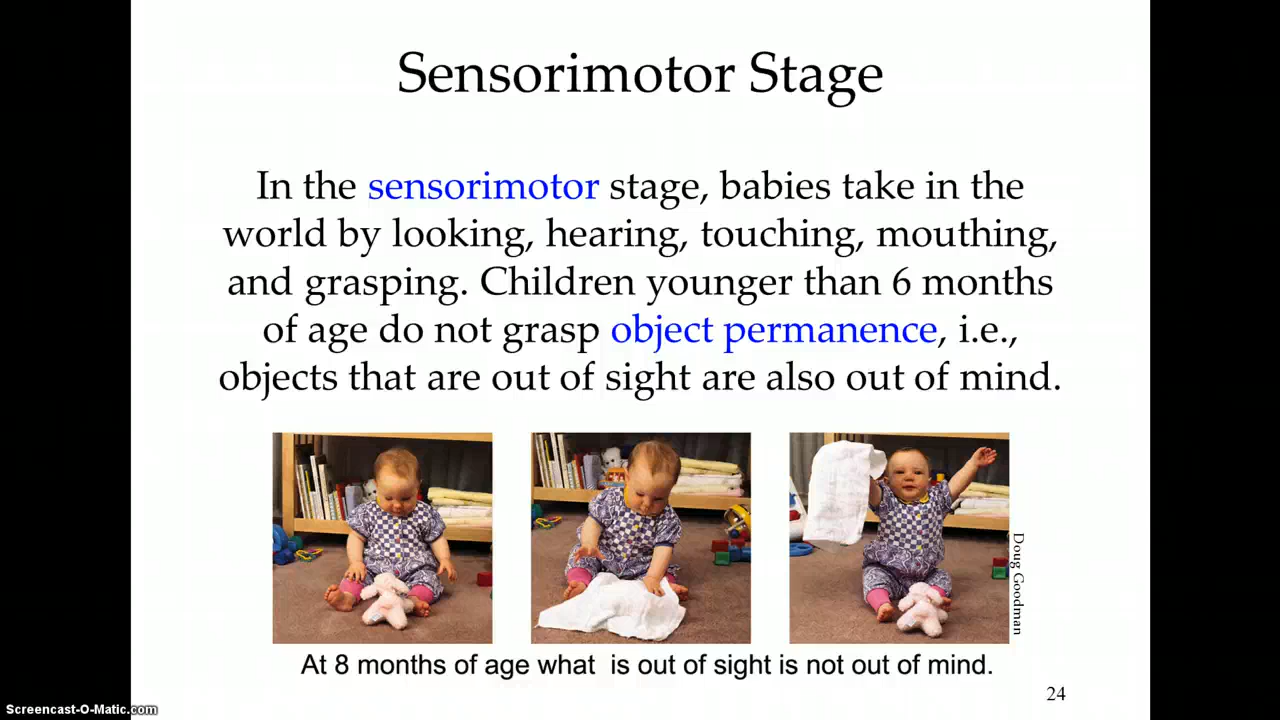 Sensorimotor Stage
In the sensorimotor stage, babies take in the
world by looking, hearing, touching, mouthing,
and grasping. Children younger than 6 months
of age do not grasp object permanence, i.e.,
objects that are out of sight are also out of mind.
Doug Goodman
At 8 months of age what  is out of sight is not out of mind.
24
Screencast-O-Matic.com